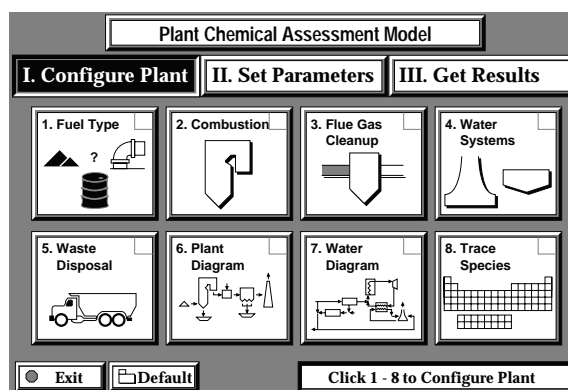 Plant Chemical Assessment Model
I. Configure Plant
II. Set Parameters
III. Get Results
1. Fuel Type
?
2. Combustion
3. Flue Gas
Cleanup
4. Water
Systems
5. Waste
Disposal
6. Plant
Diagram
7. Water
Diagram
8. Trace
Species
Exit
Default
Click 1 - 8 to Configure Plant